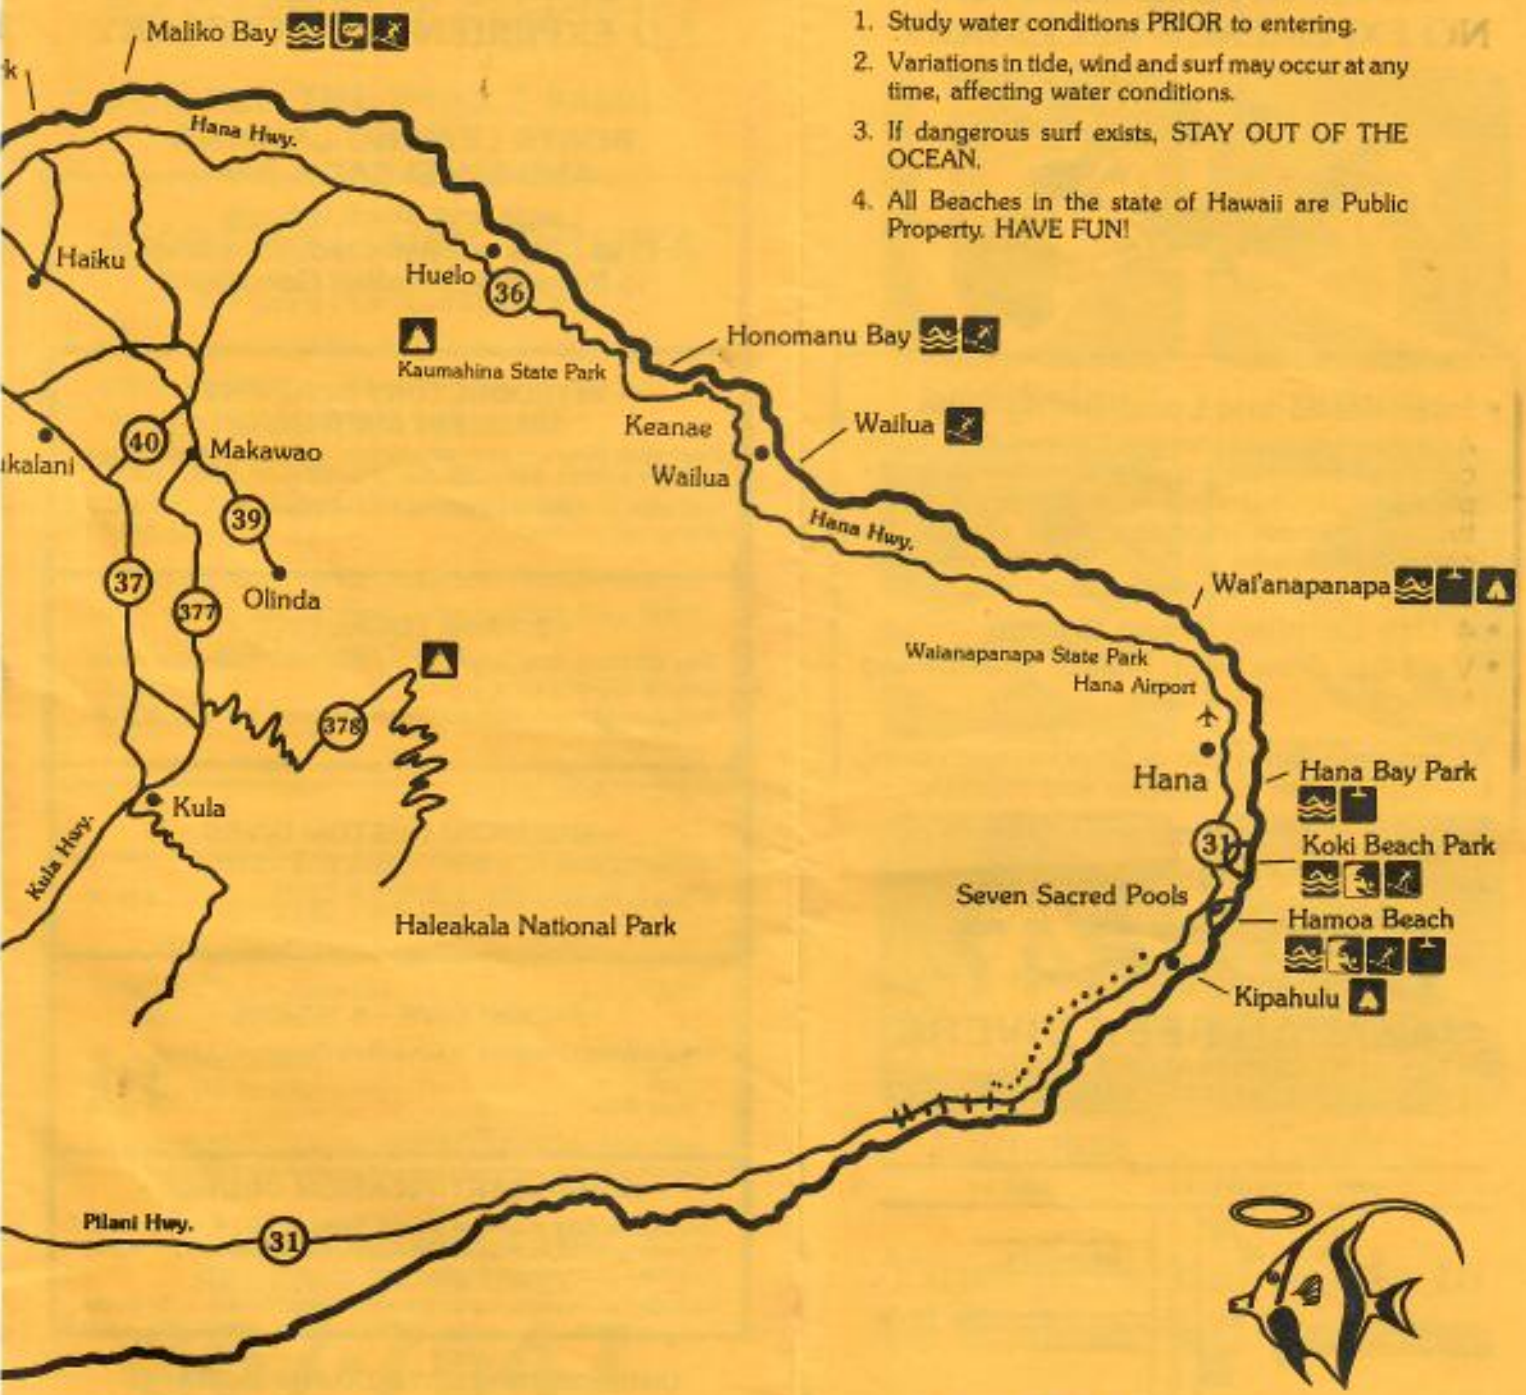 Maliko Bay
1. Study water conditions PRIOR to entering.
2. Variations in tide, wind and surf may occur at any
time, affecting water conditions.
3. If dangerous surf exists, STAY OUT OF THE
OCEAN.
4. All Beaches in the state of Hawaii are Public
Property. HAVE FUN!
Hana Hwy.
Haiku
Huelo
36
Honomanu Bay
Kaumahina State Park
Keanae
Wailua
Wailua
40
Makawao
39
Hana Hwy.
37
377
Olinda
Wai'anapanapa
Waianapanapa State Park
Hana Airport
378
Hana
Hana Bay Park
Kula
Kula Hwy.
31
Koki Beach Park
Seven Sacred Pools
Hamoa Beach
Haleakala National Park
Kipahulu
Pilani Hwy.
31